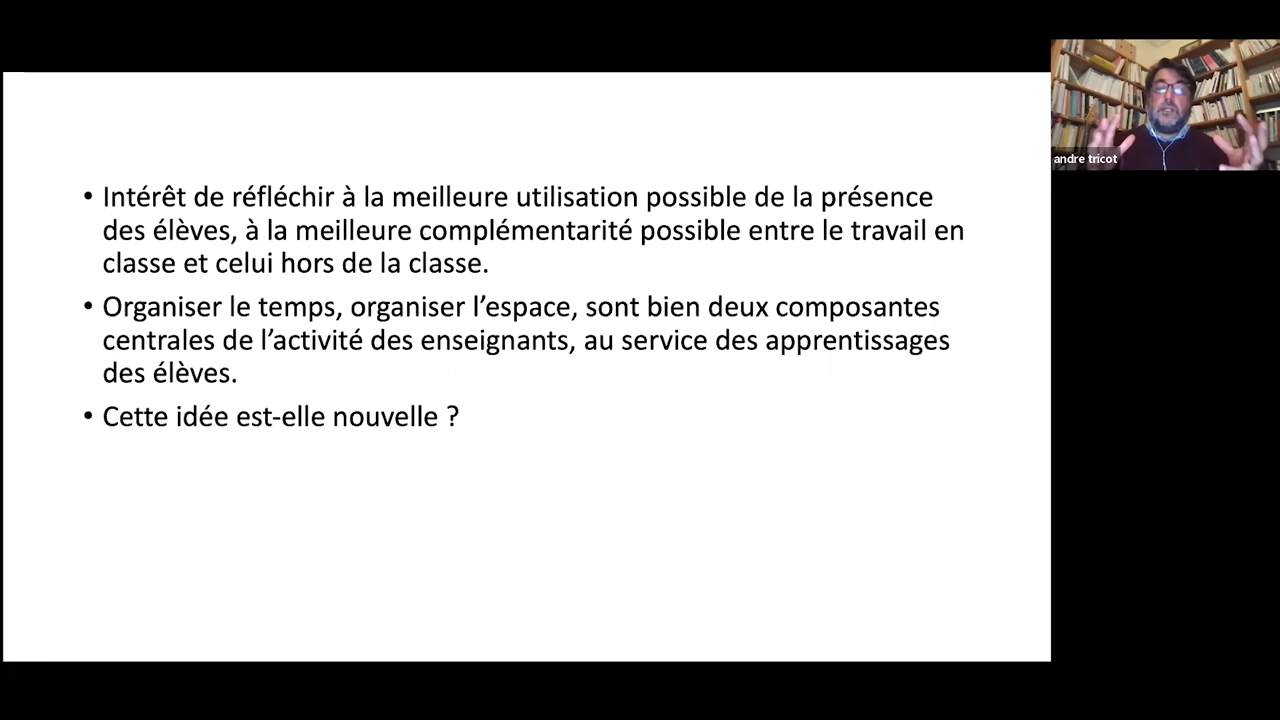 • Intérêt de réfléchir à la meilleure utilisation possible de la présence
des élèves, à la meilleure complémentarité possible entre le travail en
classe et celui hors de la classe.
• Organiser le temps, organiser l’espace, sont bien deux composantes
centrales de l’activité des enseignants, au service des apprentissages
des élèves.
• Cette idée est-elle nouvelle ?
andre tricot